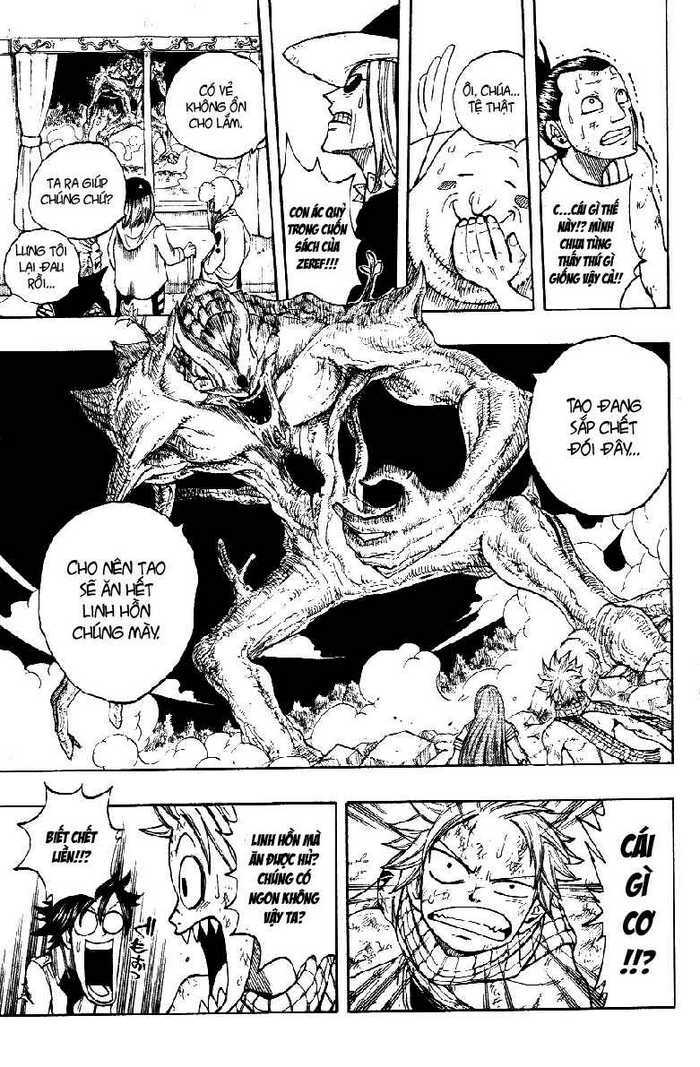 C...CÁI GÌ THẾ
NÀY!? MÌNH
CHƯA TỪNG
THẤY THỨ GÌ
GIỐNG VẬY CẢ!!
ÔI, CHÚA...
TỆ THẬT
CON ÁC QUỶ
TRONG CUỐN
SÁCH CỦA
ZEREF!!!
CÓ VẺ
KHÔNG ỔN
CHO LẮM.
TA RA GIÚP
CHÚNG CHỨ?
LƯNG TÔI
LẠI ĐAU
RỒI...
TAO ĐANG
SẮP CHẾT
ĐÓI ĐÂY...
CHO NÊN TAO
SẼ ĂN HẾT
LINH HỒN
CHÚNG MÀY.
CÁI
GÌ
CƠ
!!?
LINH HỒN MÀ
ĂN ĐƯỢC HỬ?
CHÚNG CÓ
NGON KHÔNG
VẬY TA?
BIẾT CHẾT
LIỀN!!?